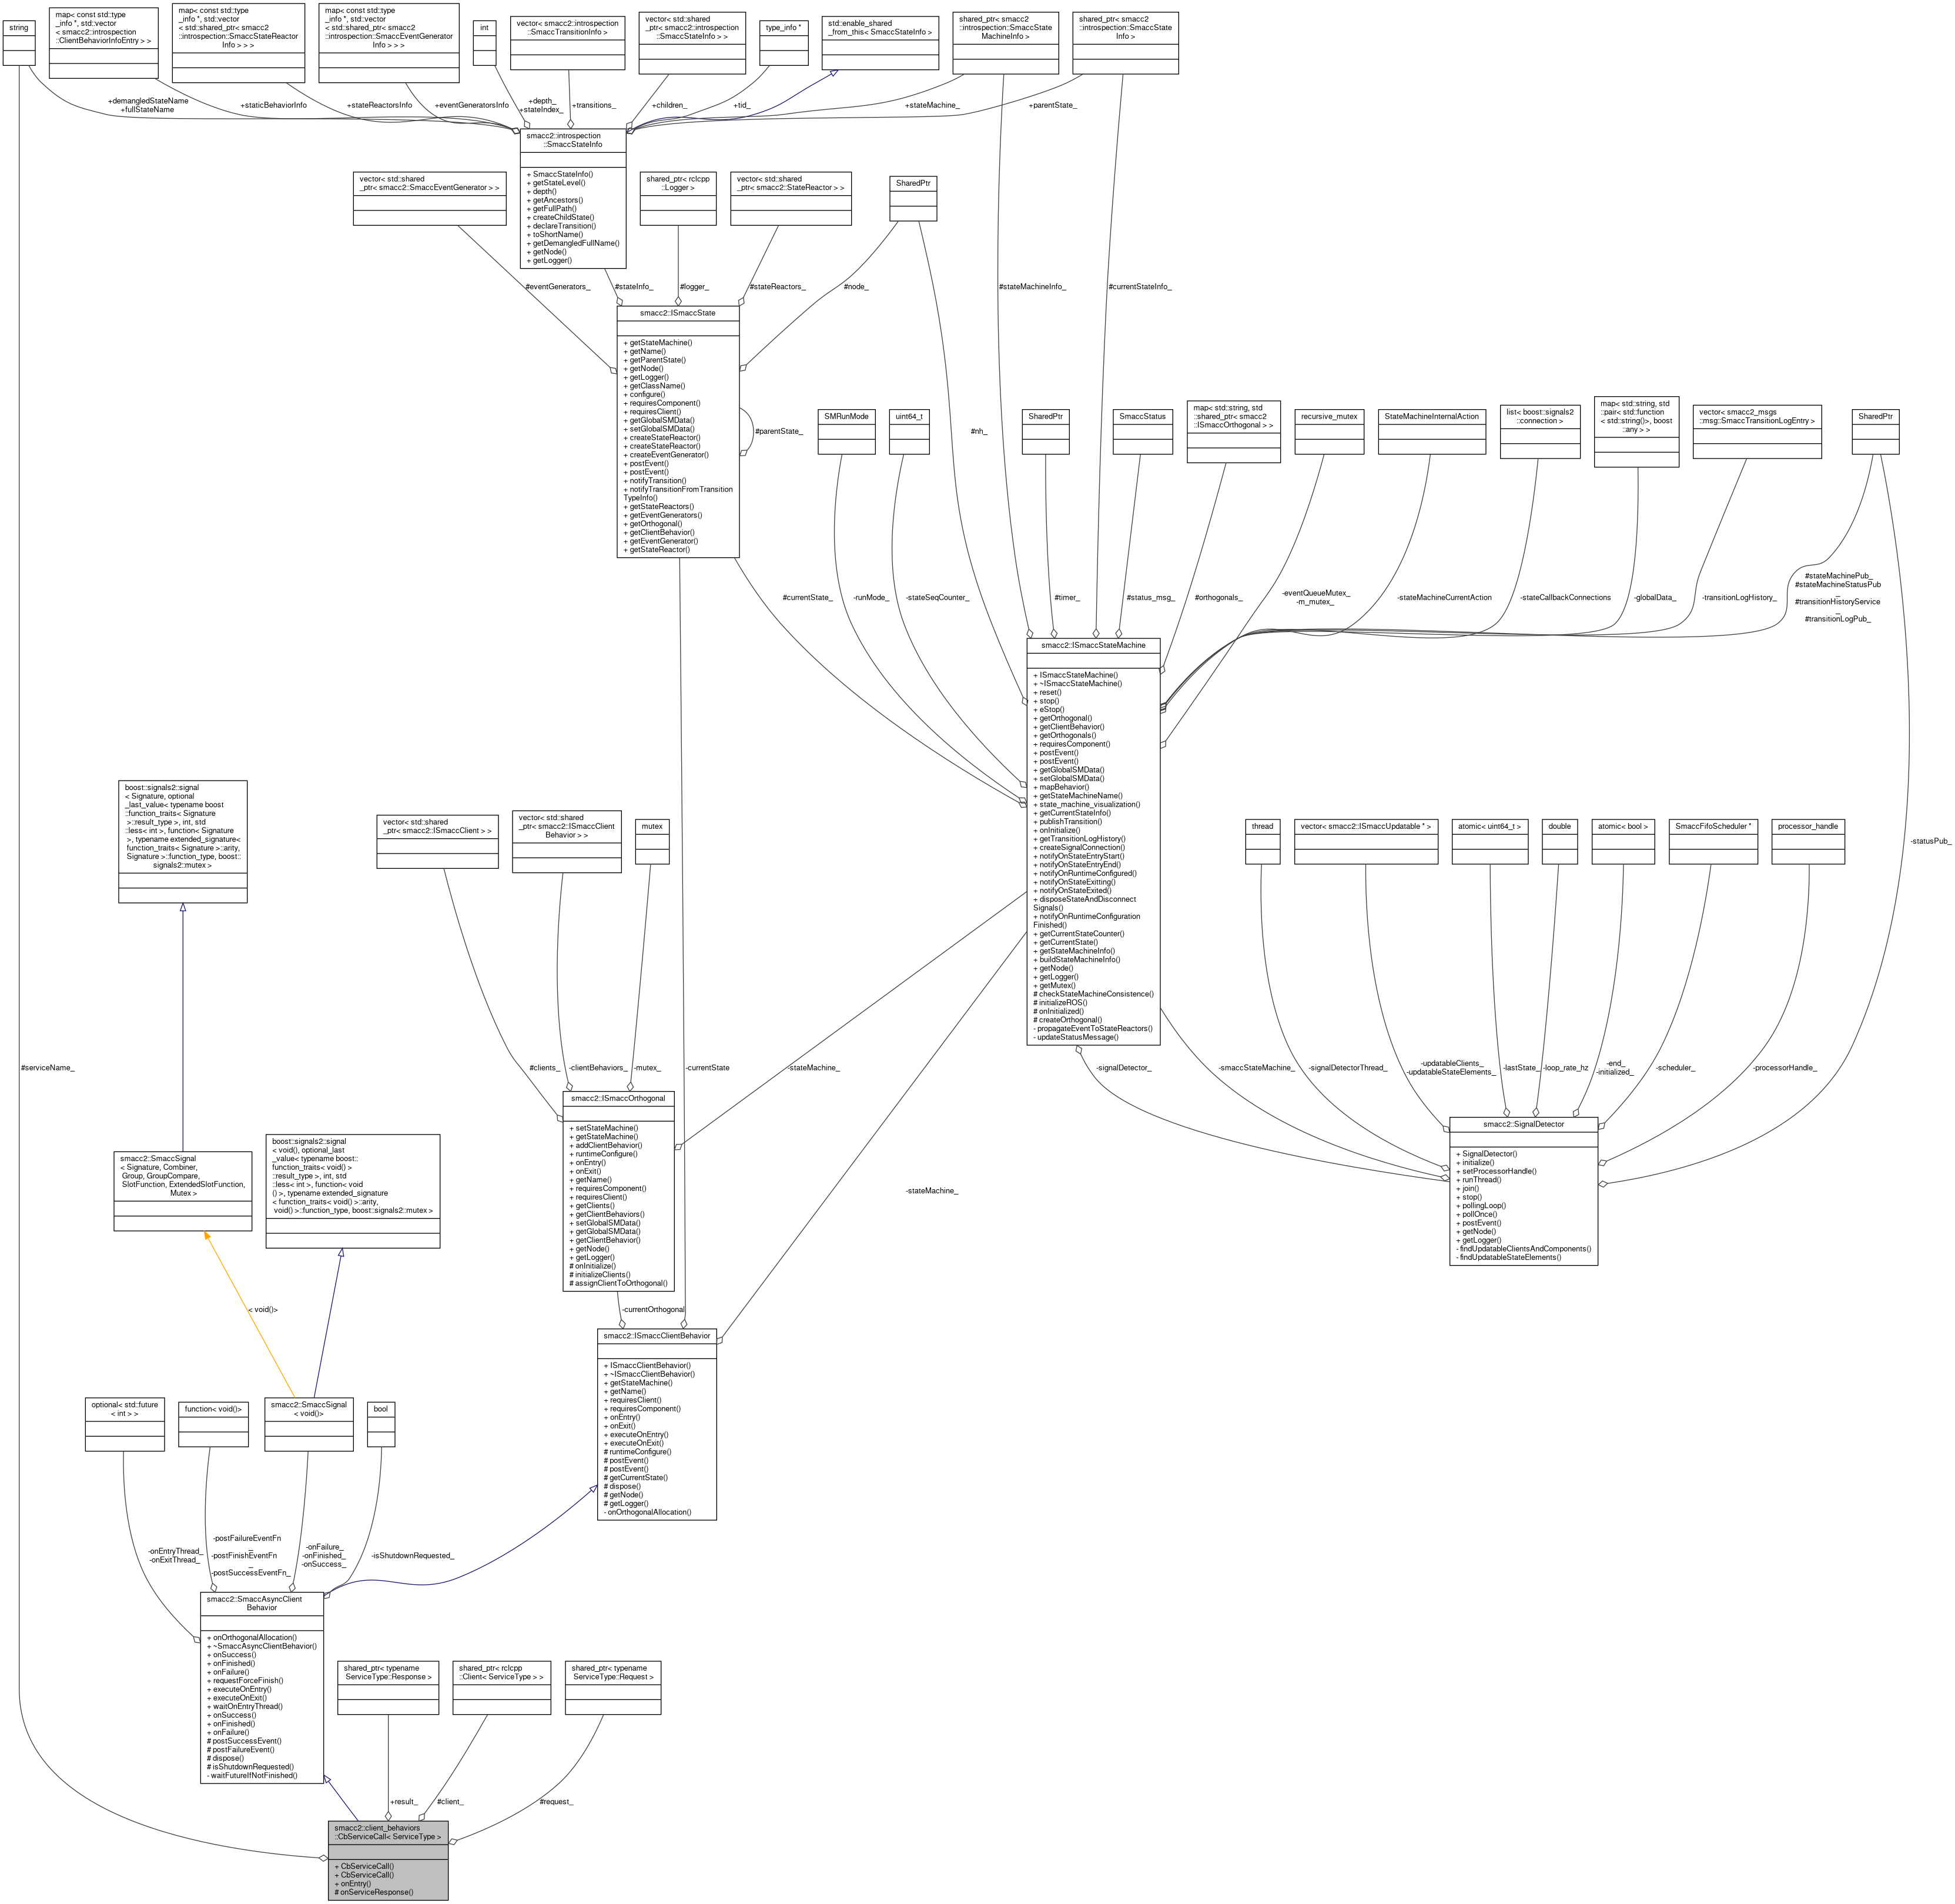 string
map< const std::type
_info *, std::vector
< smacc2::introspection
::ClientBehaviorInfoEntry > >
map< const std::type
_info *, std::vector
< std::shared_ptr< smacc2
::introspection::SmaccStateReactor
Info > > >
map< const std::type
_info *, std::vector
< std::shared_ptr< smacc2
::introspection::SmaccEventGenerator
Info > > >
int
vector< smacc2::introspection
::SmaccTransitionInfo >
vector< std::shared
_ptr< smacc2::introspection
::SmaccStateInfo > >
type_info *
std::enable_shared
_from_this< SmaccStateInfo >
shared_ptr< smacc2
::introspection::SmaccState
MachineInfo >
shared_ptr< smacc2
::introspection::SmaccState
Info >
+demangledStateName
+fullStateName
+staticBehaviorInfo
+stateReactorsInfo
+eventGeneratorsInfo
+depth_
+stateIndex_
+transitions_
+children_
+tid_
+stateMachine_
+parentState_
smacc2::introspection
::SmaccStateInfo
+ SmaccStateInfo()
+ getStateLevel()
+ depth()
+ getAncestors()
+ getFullPath()
+ createChildState()
+ declareTransition()
+ toShortName()
+ getDemangledFullName()
+ getNode()
+ getLogger()
vector< std::shared
_ptr< smacc2::SmaccEventGenerator > >
shared_ptr< rclcpp
::Logger >
vector< std::shared
_ptr< smacc2::StateReactor > >
SharedPtr
#eventGenerators_
#stateInfo_
#logger_
#stateReactors_
#node_
#stateMachineInfo_
#currentStateInfo_
smacc2::ISmaccState
+ getStateMachine()
+ getName()
+ getParentState()
+ getNode()
+ getLogger()
+ getClassName()
+ configure()
+ requiresComponent()
+ requiresClient()
+ getGlobalSMData()
+ setGlobalSMData()
+ createStateReactor()
+ createStateReactor()
+ createEventGenerator()
+ postEvent()
+ postEvent()
+ notifyTransition()
+ notifyTransitionFromTransition
TypeInfo()
+ getStateReactors()
+ getEventGenerators()
+ getOrthogonal()
+ getClientBehavior()
+ getEventGenerator()
+ getStateReactor()
#parentState_
SMRunMode
uint64_t
#nh_
SharedPtr
SmaccStatus
map< std::string, std
::shared_ptr< smacc2
::ISmaccOrthogonal > >
recursive_mutex
StateMachineInternalAction
list< boost::signals2
::connection >
map< std::string, std
::pair< std::function
< std::string()>, boost
::any > >
vector< smacc2_msgs
::msg::SmaccTransitionLogEntry >
SharedPtr
#currentState_
-runMode_
-stateSeqCounter_
#timer_
#status_msg_
#orthogonals_
-eventQueueMutex_
-m_mutex_
-stateMachineCurrentAction
-stateCallbackConnections
-globalData_
-transitionLogHistory_
#stateMachinePub_
#stateMachineStatusPub
_
#transitionHistoryService
_
#transitionLogPub_
smacc2::ISmaccStateMachine
+ ISmaccStateMachine()
+ ~ISmaccStateMachine()
+ reset()
+ stop()
+ eStop()
+ getOrthogonal()
+ getClientBehavior()
+ getOrthogonals()
+ requiresComponent()
+ postEvent()
+ postEvent()
+ getGlobalSMData()
+ setGlobalSMData()
+ mapBehavior()
+ getStateMachineName()
+ state_machine_visualization()
+ getCurrentStateInfo()
+ publishTransition()
+ onInitialize()
+ getTransitionLogHistory()
+ createSignalConnection()
+ notifyOnStateEntryStart()
+ notifyOnStateEntryEnd()
+ notifyOnRuntimeConfigured()
+ notifyOnStateExitting()
+ notifyOnStateExited()
+ disposeStateAndDisconnect
Signals()
+ notifyOnRuntimeConfiguration
Finished()
+ getCurrentStateCounter()
+ getCurrentState()
+ getStateMachineInfo()
+ buildStateMachineInfo()
+ getNode()
+ getLogger()
+ getMutex()
# checkStateMachineConsistence()
# initializeROS()
# onInitialized()
# createOrthogonal()
- propagateEventToStateReactors()
- updateStatusMessage()
boost::signals2::signal
< Signature, optional
_last_value< typename boost
::function_traits< Signature
>::result_type >, int, std
::less< int >, function< Signature
>, typename extended_signature<
function_traits< Signature >::arity,
Signature >::function_type, boost::
signals2::mutex >
vector< std::shared
_ptr< smacc2::ISmaccClient > >
vector< std::shared
_ptr< smacc2::ISmaccClient
Behavior > >
mutex
thread
vector< smacc2::ISmaccUpdatable * >
atomic< uint64_t >
double
atomic< bool >
SmaccFifoScheduler *
processor_handle
-statusPub_
#serviceName_
#clients_
-clientBehaviors_
-mutex_
-currentState
-stateMachine_
-signalDetector_
-smaccStateMachine_
-signalDetectorThread_
-updatableClients_
-updatableStateElements_
-lastState_
-loop_rate_hz
-end_
-initialized_
-scheduler_
-processorHandle_
smacc2::ISmaccOrthogonal
+ setStateMachine()
+ getStateMachine()
+ addClientBehavior()
+ runtimeConfigure()
+ onEntry()
+ onExit()
+ getName()
+ requiresComponent()
+ requiresClient()
+ getClients()
+ getClientBehaviors()
+ setGlobalSMData()
+ getGlobalSMData()
+ getClientBehavior()
+ getNode()
+ getLogger()
# onInitialize()
# initializeClients()
# assignClientToOrthogonal()
smacc2::SignalDetector
+ SignalDetector()
+ initialize()
+ setProcessorHandle()
+ runThread()
+ join()
+ stop()
+ pollingLoop()
+ pollOnce()
+ postEvent()
+ getNode()
+ getLogger()
- findUpdatableClientsAndComponents()
- findUpdatableStateElements()
smacc2::SmaccSignal
< Signature, Combiner,
Group, GroupCompare,
SlotFunction, ExtendedSlotFunction,
Mutex >
boost::signals2::signal
< void(), optional_last
_value< typename boost::
function_traits< void() >
::result_type >, int, std
::less< int >, function< void
() >, typename extended_signature
< function_traits< void() >::arity,
void() >::function_type, boost::signals2::mutex >
-stateMachine_
< void()>
-currentOrthogonal
smacc2::ISmaccClientBehavior
+ ISmaccClientBehavior()
+ ~ISmaccClientBehavior()
+ getStateMachine()
+ getName()
+ requiresClient()
+ requiresComponent()
+ onEntry()
+ onExit()
+ executeOnEntry()
+ executeOnExit()
# runtimeConfigure()
# postEvent()
# postEvent()
# getCurrentState()
# dispose()
# getNode()
# getLogger()
- onOrthogonalAllocation()
optional< std::future
< int > >
function< void()>
smacc2::SmaccSignal
< void()>
bool
-onEntryThread_
-onExitThread_
-postFailureEventFn
_
-postFinishEventFn
_
-postSuccessEventFn_
-onFailure_
-onFinished_
-onSuccess_
-isShutdownRequested_
smacc2::SmaccAsyncClient
Behavior
+ onOrthogonalAllocation()
+ ~SmaccAsyncClientBehavior()
+ onSuccess()
+ onFinished()
+ onFailure()
+ requestForceFinish()
+ executeOnEntry()
+ executeOnExit()
+ waitOnEntryThread()
+ onSuccess()
+ onFinished()
+ onFailure()
# postSuccessEvent()
# postFailureEvent()
# dispose()
# isShutdownRequested()
- waitFutureIfNotFinished()
shared_ptr< typename
ServiceType::Response >
shared_ptr< rclcpp
::Client< ServiceType > >
shared_ptr< typename
ServiceType::Request >
+result_
#client_
#request_
smacc2::client_behaviors
::CbServiceCall< ServiceType >
+ CbServiceCall()
+ CbServiceCall()
+ onEntry()
# onServiceResponse()